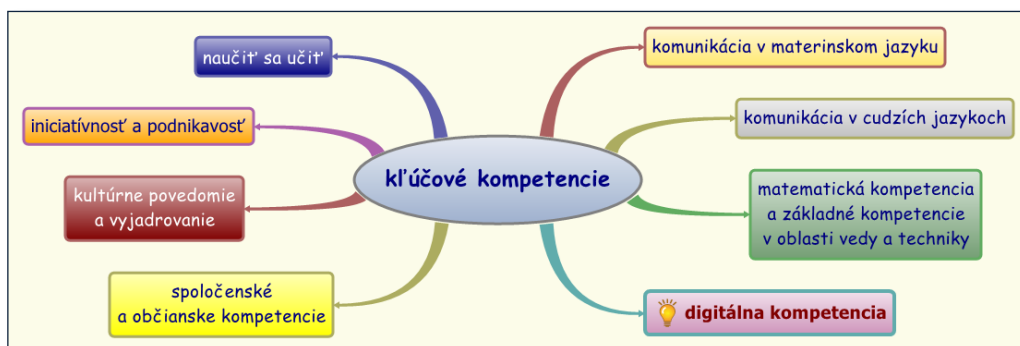 kľúčové kompetencie
komunikácia v materinskom jazyku
komunikácia v cudzích jazykoch
matematická kompetencia
a základné kompetencie
v oblasti vedy a techniky
digitálna kompetencia
spoločenské
a občianske kompetencie
kultúrne povedomie
a vyjadrovanie
iniciatívnosť a podnikavosť
naučiť sa učiť